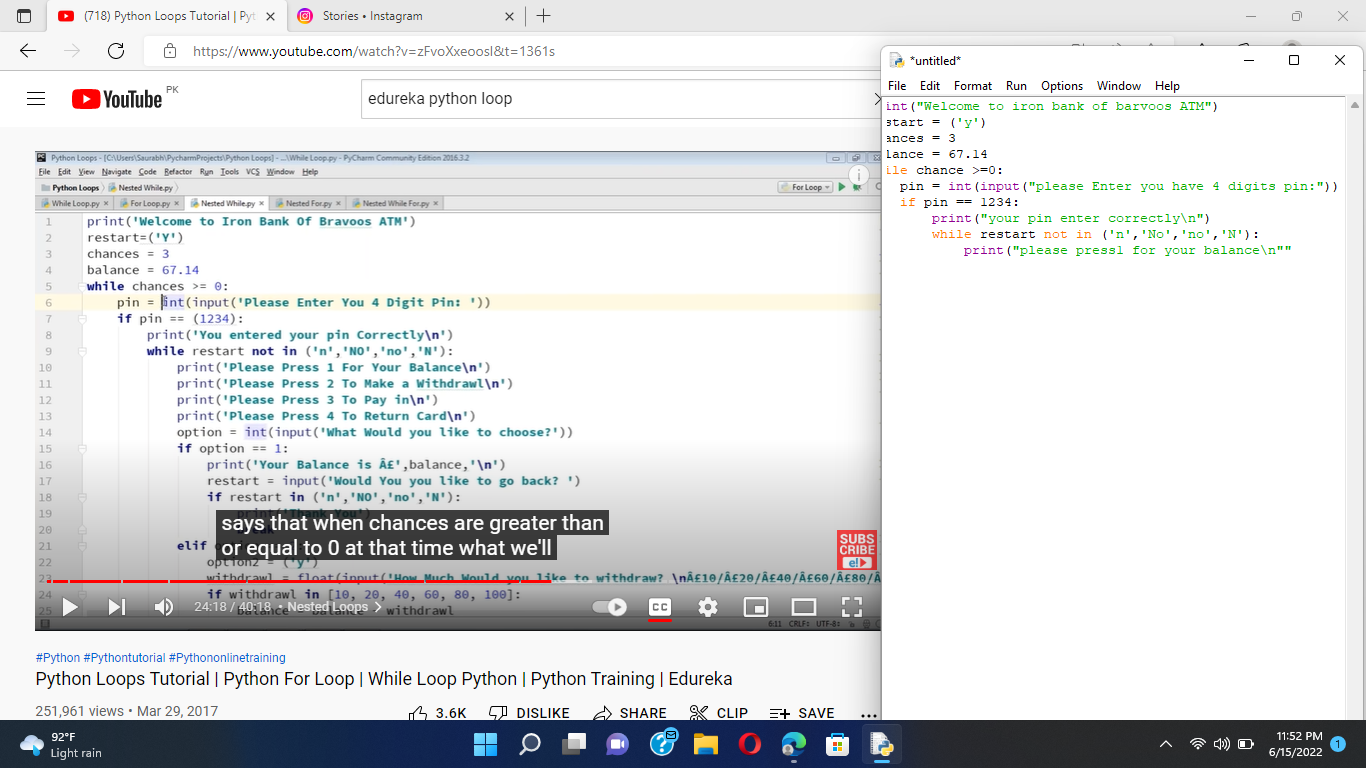 (718) Python Loops Tutorial | Pyt
Stories • Instagram
https://www.youtube.com/watch?v=zFvoXxeoosI&t=1361s
YouTube PK
edureka python loop
Python Loops - [C:\Users\Saurabh\PycharmProjects\Python Loops] - ...\While Loop.py - PyCharm Community Edition 2016.3.2
File Edit View Navigate Code Refactor Run Tools VCS Window Help
Python Loops Nested While.py
For Loop
While Loop.py For Loop.py Nested While.py Nested For.py Nested While For.py
1 print('Welcome to Iron Bank Of Bravoos ATM')
2 restart=('Y')
3 chances = 3
4 balance = 67.14
5 while chances >= 0:
6 pin = int(input('Please Enter You 4 Digit Pin: '))
7 if pin == (1234):
8 print('You entered your pin Correctly\n')
9 while restart not in ('n','NO','no','N'):
10 print('Please Press 1 For Your Balance\n')
11 print('Please Press 2 To Make a Withdrawl\n')
12 print('Please Press 3 To Pay in\n')
13 print('Please Press 4 To Return Card\n')
14 option = int(input('What Would you like to choose?'))
15 if option == 1:
16 print('Your Balance is Â£',balance,'\n')
17 restart = input('Would You you like to go back? ')
18 if restart in ('n','NO','no','N'):
19 print('Thank You')
20
21 elif
22 option2 = ('y')
23 withdrawl = float(input('How Much Would you like to withdraw? \nÂ£10/Â£20/Â£40/Â£60/Â£80/Â
24 if withdrawl in [10, 20, 40, 60, 80, 100]:
25 balance = balance - withdrawl
says that when chances are greater than
or equal to 0 at that time what we'll
SUBS
CRIBE
e!
24:18 / 40:18 • Nested Loops
CC
6:11 CRLF÷ UTF-8÷
#Python #Pythontutorial #Pythononlinetraining
Python Loops Tutorial | Python For Loop | While Loop Python | Python Training | Edureka
251,961 views • Mar 29, 2017
3.6K DISLIKE SHARE CLIP SAVE ...
*untitled*
File Edit Format Run Options Window Help
int("Welcome to iron bank of barvoos ATM")
start = ('y')
ances = 3
lance = 67.14
ile chance >=0:
pin = int(input("please Enter you have 4 digits pin:"))
if pin == 1234:
print("your pin enter correctly\n")
while restart not in ('n','No','no','N'):
print("please press1 for your balance\n""
92°F
Light rain
11:52 PM
6/15/2022
1